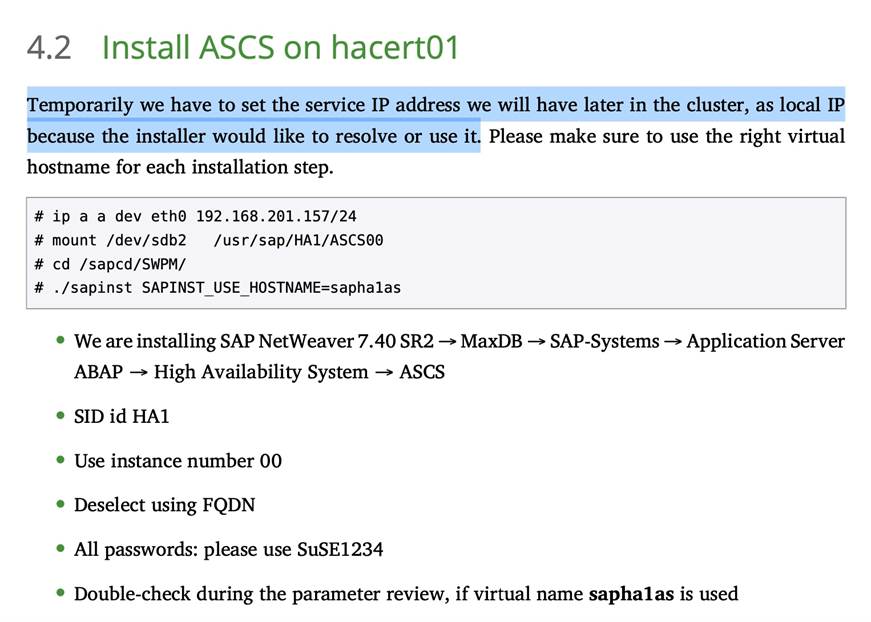 4.2 Install ASCS on hacert01
Temporarily we have to set the service IP address we will have later in the cluster, as local IP
because the installer would like to resolve or use it. Please make sure to use the right virtual
hostname for each installation step.
# ip a a dev eth0 192.168.201.157/24
# mount /dev/sdb2   /usr/sap/HA1/ASCS00
# cd /sapcd/SWPM/
# ./sapinst SAPINST_USE_HOSTNAME=sapha1as
• We are installing SAP NetWeaver 7.40 SR2 → MaxDB → SAP-Systems → Application Server
ABAP → High Availability System → ASCS
• SID id HA1
• Use instance number 00
• Deselect using FQDN
• All passwords: please use SuSE1234
• Double-check during the parameter review, if virtual name sapha1as is used